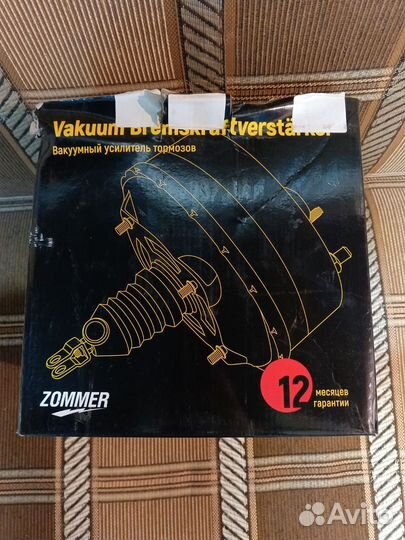 Vakuum Bremskraftverstärker
Вакуумный усилитель тормозов
ZOMMER
12
месяцев
гарантии
Avito